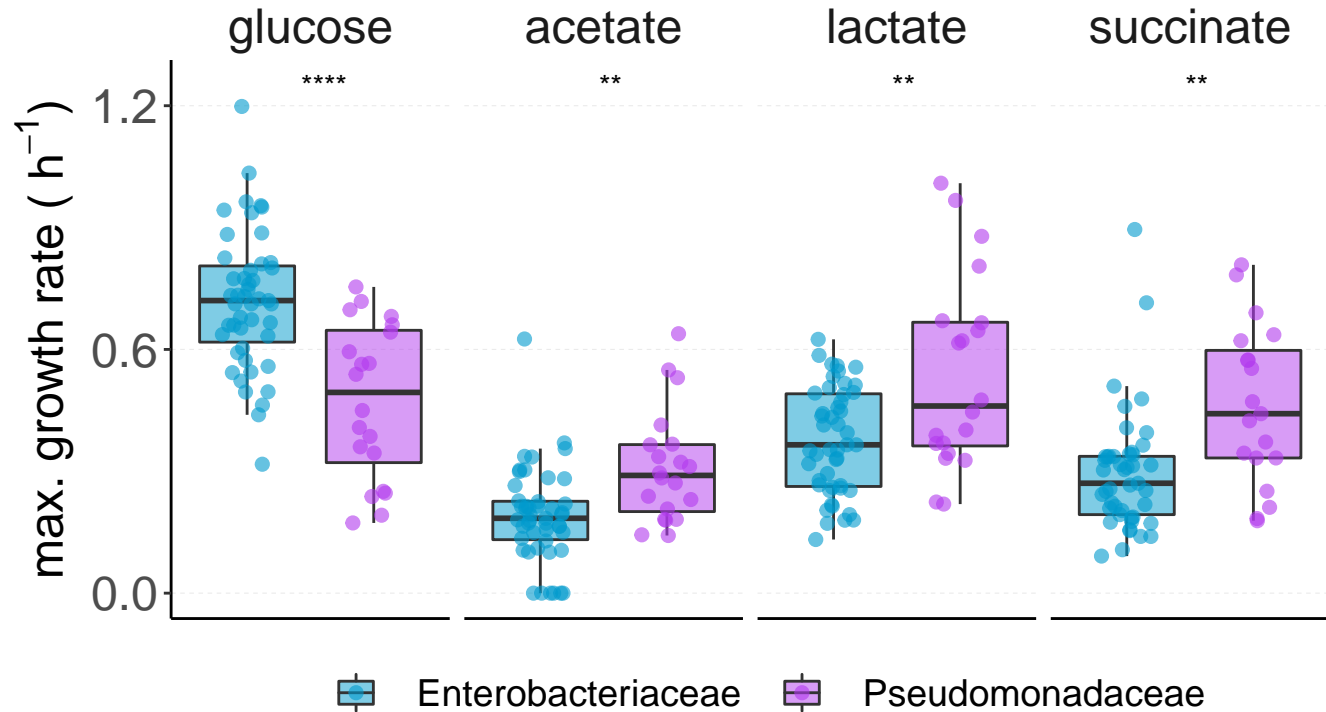 glucose acetate lactate succinate
**** ** ** **
max. growth rate ( h⁻¹)
1.2
0.6
0.0
Enterobacteriaceae Pseudomonadaceae